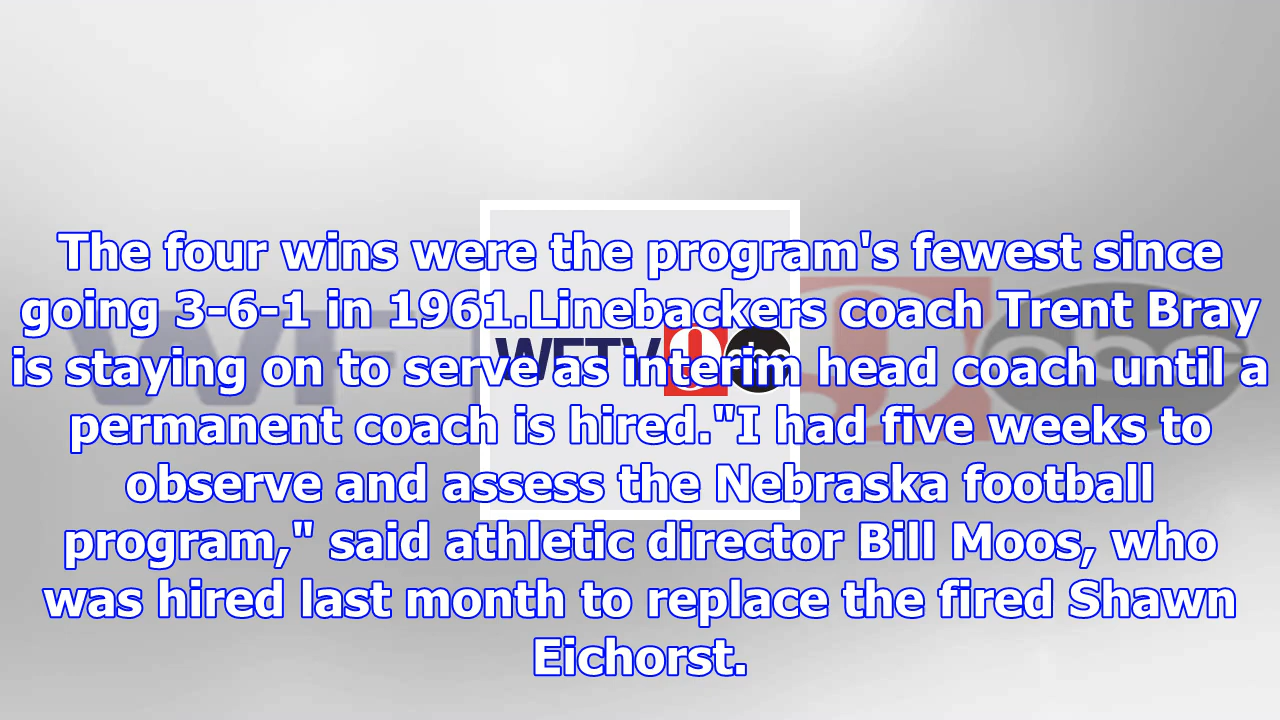 The four wins were the program's fewest since
going 3-6-1 in 1961.Linebackers coach Trent Bray
is staying on to serve as interim head coach until a
permanent coach is hired."I had five weeks to
observe and assess the Nebraska football
program," said athletic director Bill Moos, who
was hired last month to replace the fired Shawn
Eichorst.
WFTV 9 abc